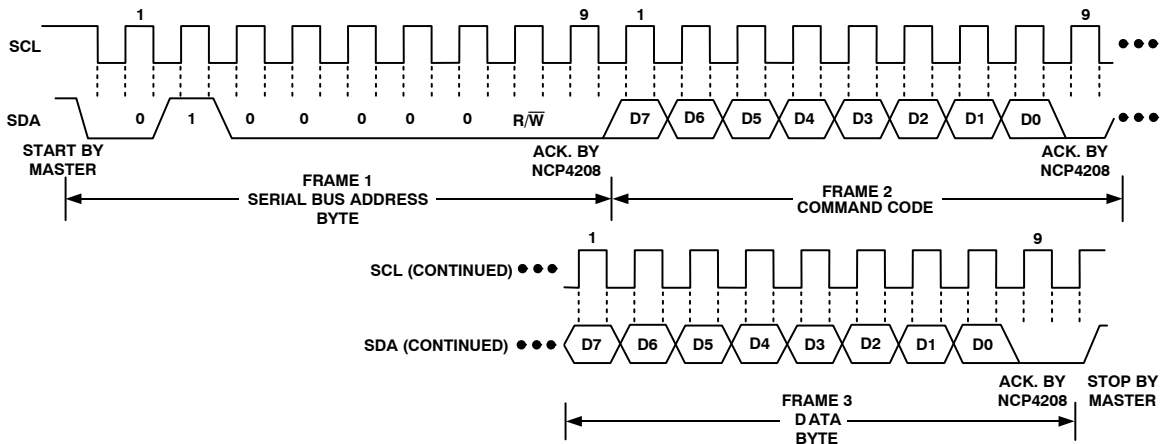 1 9 1 9
SCL
SDA 0 1 0 0 0 0 0 R/W̅ D7 D6 D5 D4 D3 D2 D1 D0
START BY
MASTER
ACK. BY
NCP4208
ACK. BY
NCP4208
FRAME 1
SERIAL BUS ADDRESS
BYTE
FRAME 2
COMMAND CODE
1 9
SCL (CONTINUED)
SDA (CONTINUED) D7 D6 D5 D4 D3 D2 D1 D0
ACK. BY
NCP4208
STOP BY
MASTER
FRAME 3
DATA
BYTE